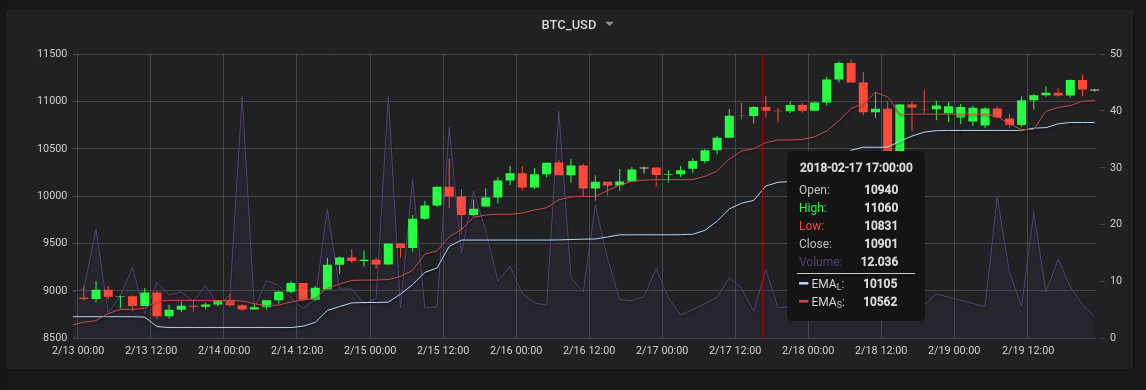 BTC_USD
11500
11000
10500
10000
9500
9000
8500
50
40
30
20
10
0
2018-02-17 17:00:00
Open: 10940
High: 11060
Low: 10831
Close: 10901
Volume: 12.036
EMAL: 10105
EMAS: 10562
2/13 00:00 2/13 12:00 2/14 00:00 2/14 12:00 2/15 00:00 2/15 12:00 2/16 00:00 2/16 12:00 2/17 00:00 2/17 12:00 2/18 00:00 2/18 12:00 2/19 00:00 2/19 12:00